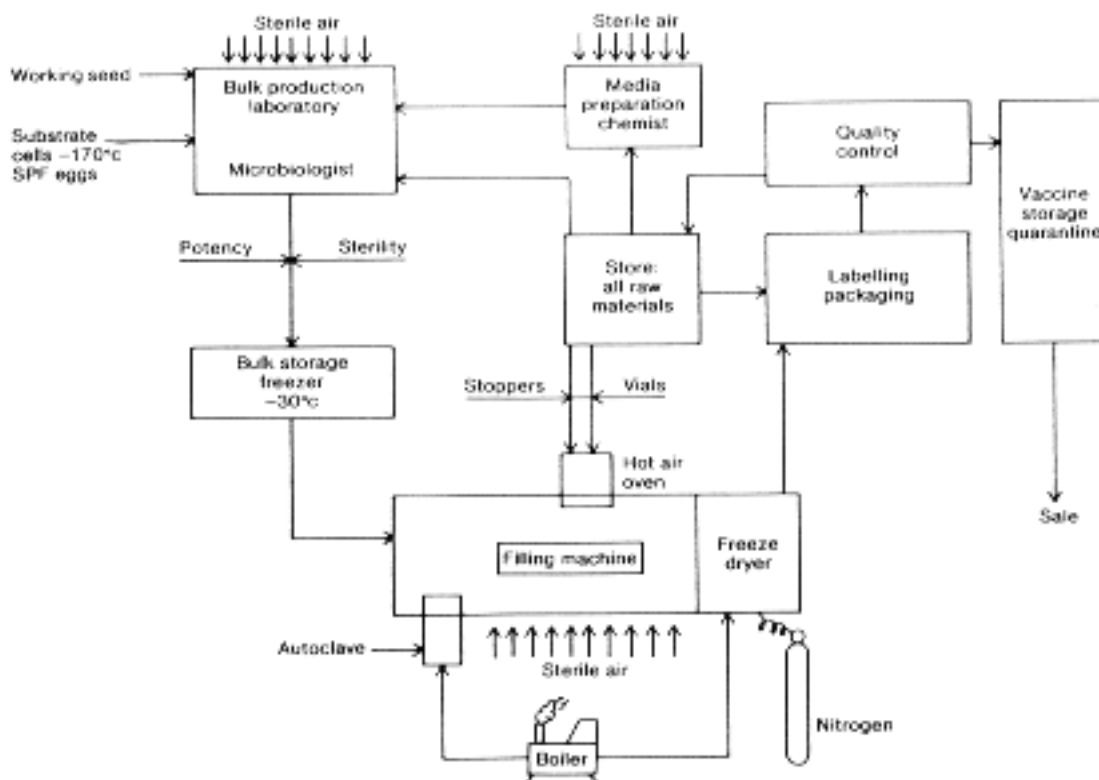 Sterile air
Sterile air
Working seed
Bulk production
laboratory
Media
preparation
chemist
Quality
control
Substrate
cells -170°c
SPF eggs
Microbiologist
Vaccine
storage
quarantine
Potency
Sterility
Store:
all raw
materials
Labelling
packaging
Bulk storage
freezer
-30°c
Stoppers
Vials
Hot air
oven
Sale
Filling machine
Freeze
dryer
Autoclave
Sterile air
Nitrogen
Boiler